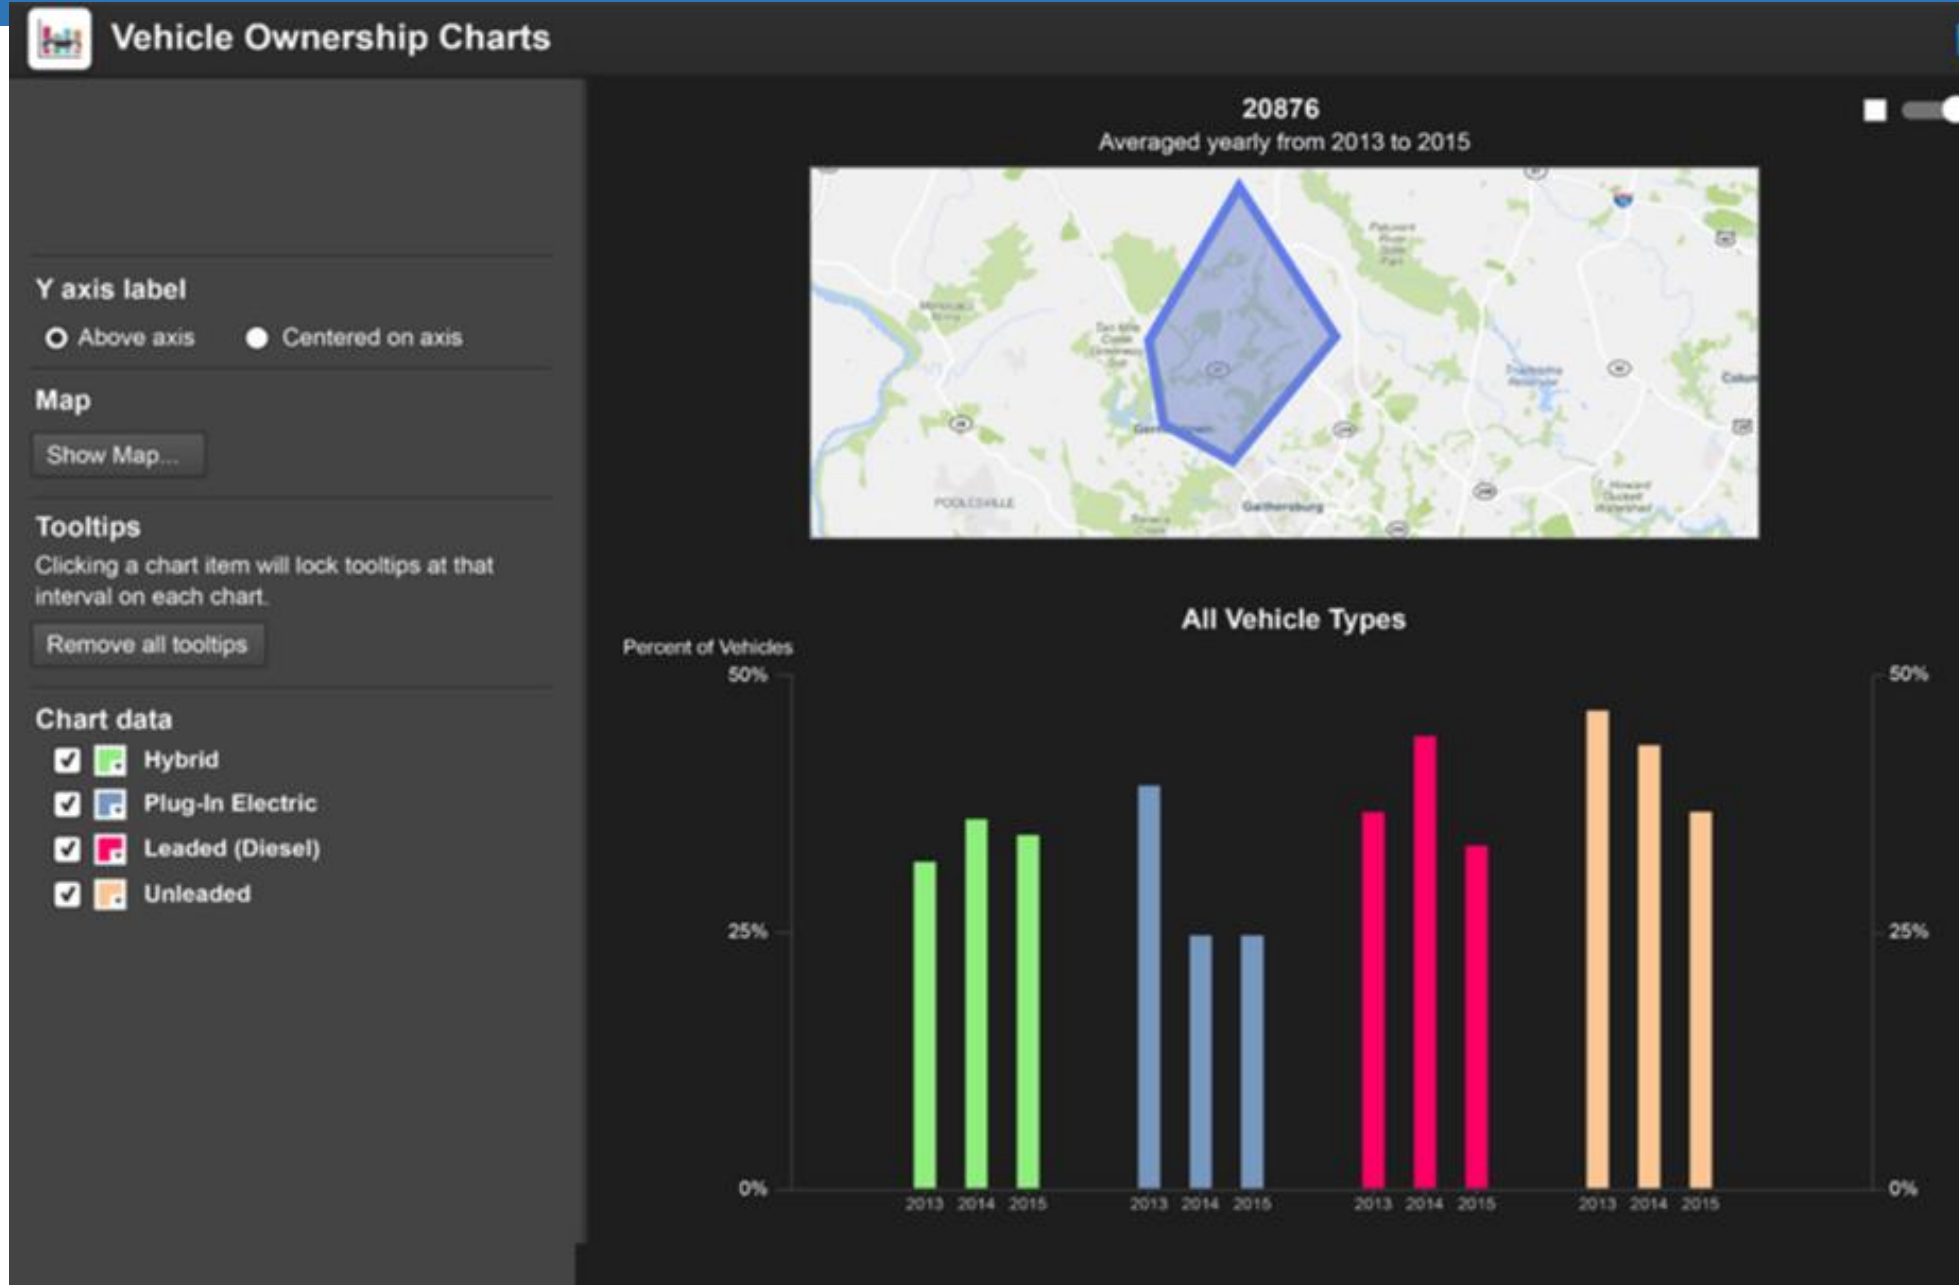 Vehicle Ownership Charts
20876
Averaged yearly from 2013 to 2015
Y axis label
Above axis
Centered on axis
Map
Show Map...
Tooltips
Clicking a chart item will lock tooltips at that
interval on each chart.
Remove all tooltips
Chart data
Hybrid
Plug-In Electric
Leaded (Diesel)
Unleaded
POOLESVILLE
Gaithersburg
All Vehicle Types
Percent of Vehicles
50%
25%
0%
50%
25%
0%
2013 2014 2015
2013 2014 2015
2013 2014 2015
2013 2014 2015